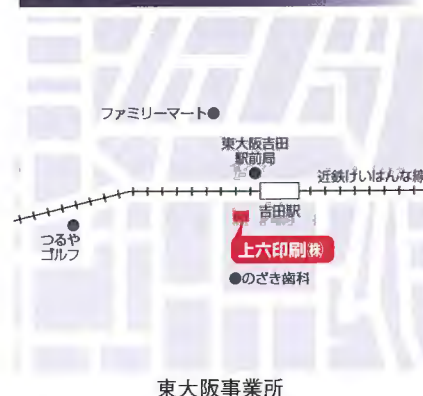 ファミリーマート
東大阪吉田
駅前局
近鉄けいはんな線
吉田駅
つるや
ゴルフ
上六印刷㈱
のざき歯科
東大阪事業所